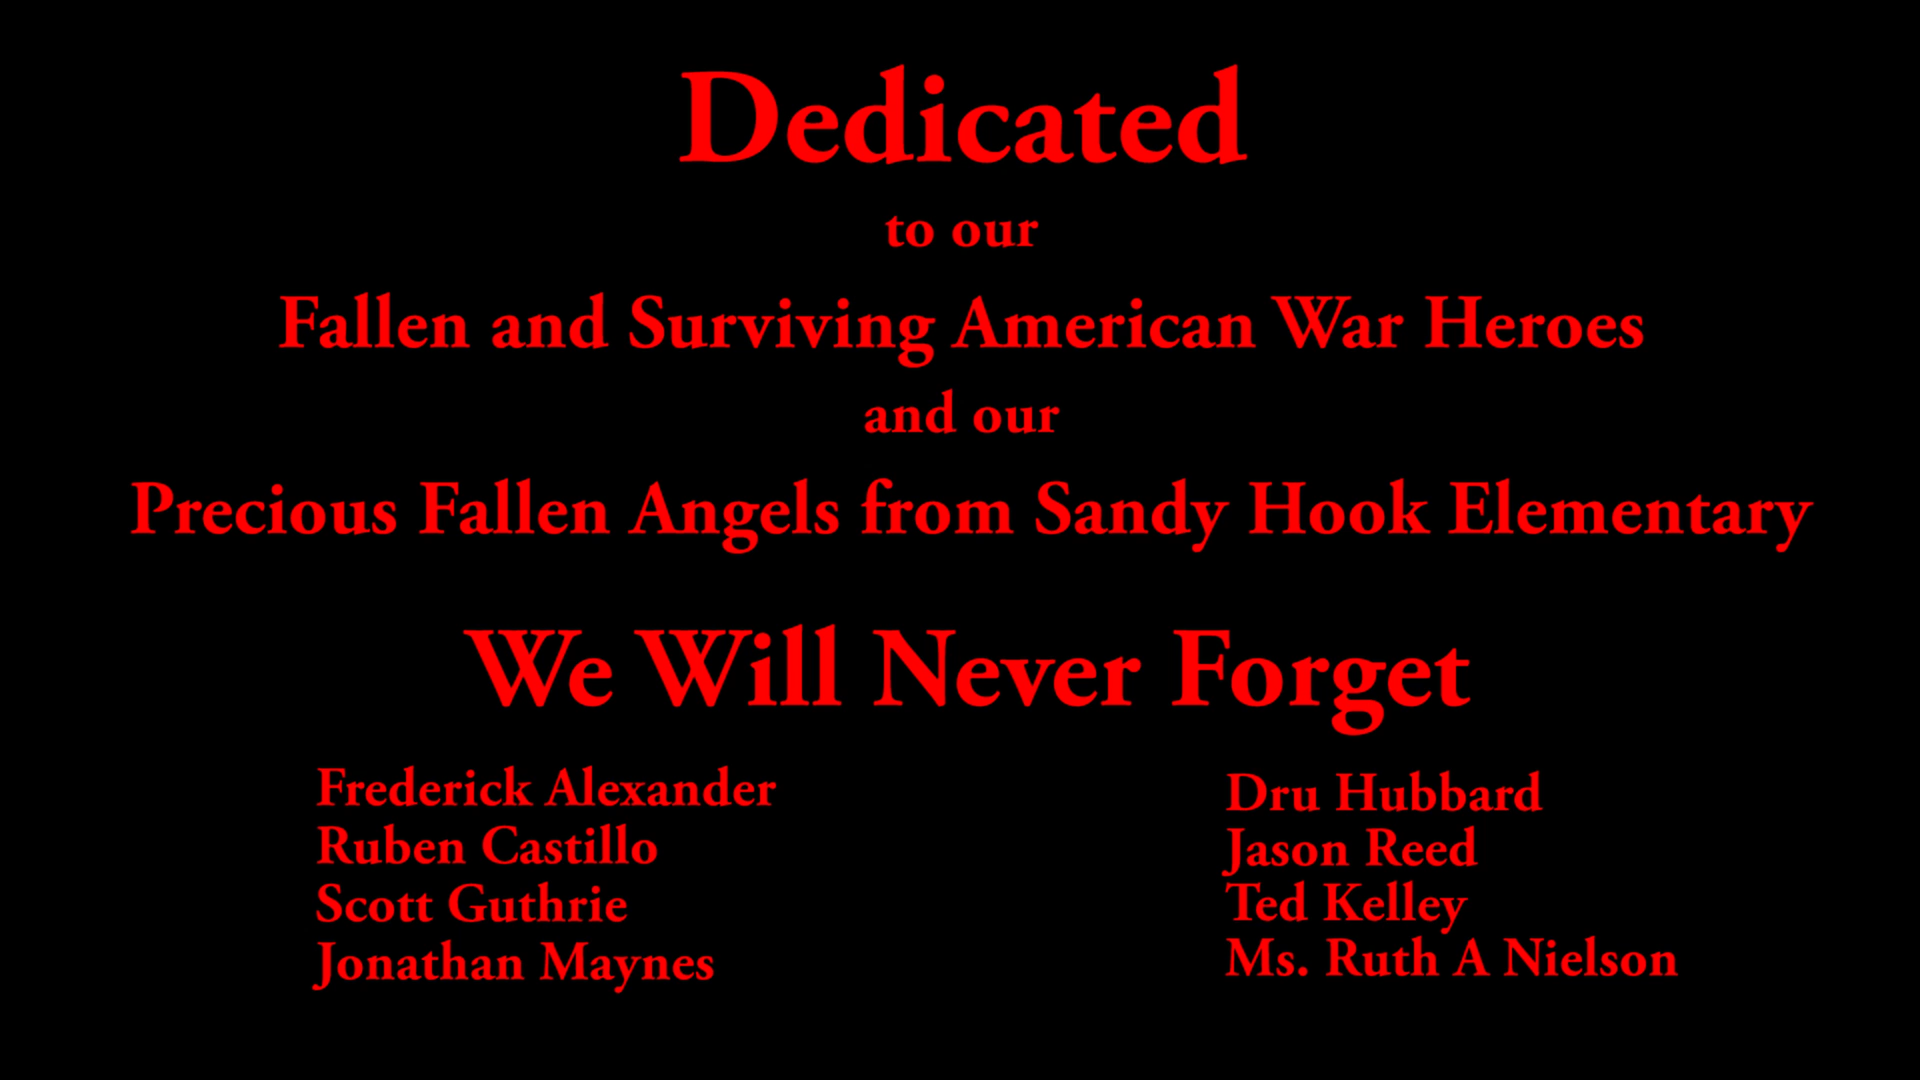 Dedicated
to our
Fallen and Surviving American War Heroes
and our
Precious Fallen Angels from Sandy Hook Elementary
We Will Never Forget
Frederick Alexander
Ruben Castillo
Scott Guthrie
Jonathan Maynes
Dru Hubbard
Jason Reed
Ted Kelley
Ms. Ruth A Nielson